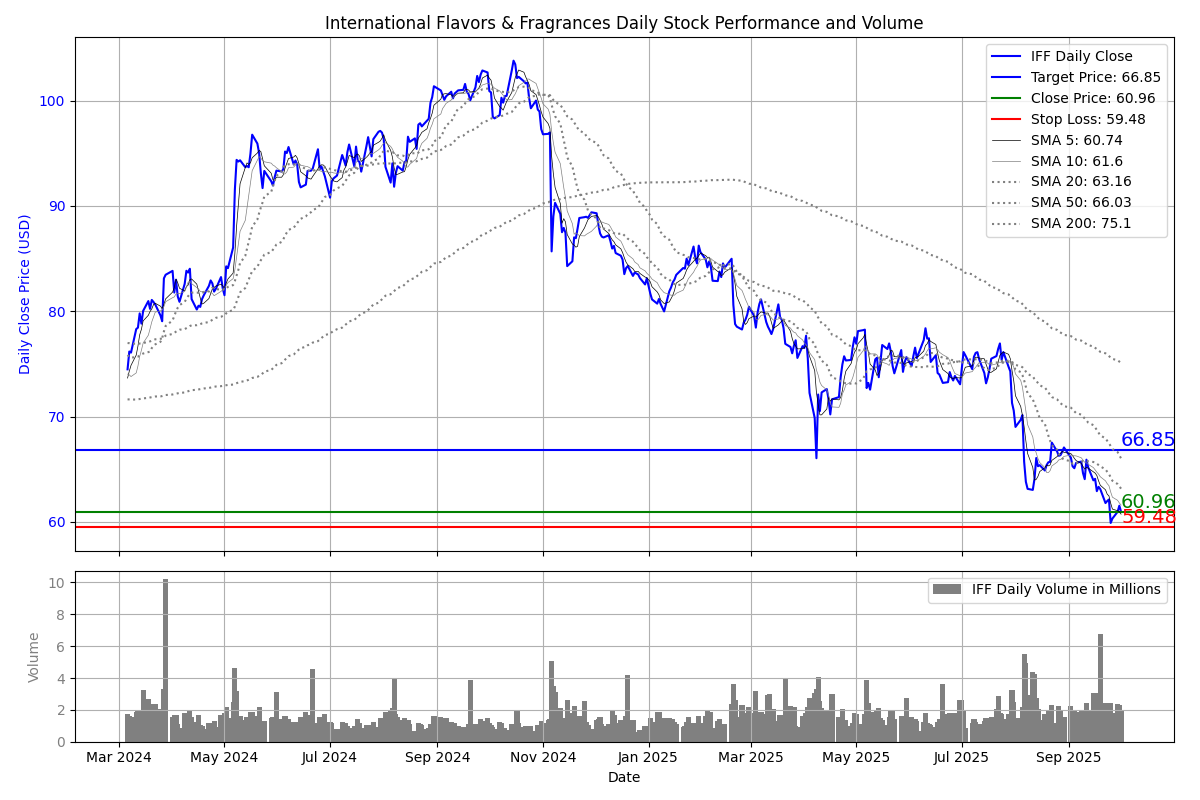 International Flavors & Fragrances Daily Stock Performance and Volume
Daily Close Price (USD)
100
90
80
70
60
IFF Daily Close
Target Price: 66.85
Close Price: 60.96
Stop Loss: 59.48
SMA 5: 60.74
SMA 10: 61.6
SMA 20: 63.16
SMA 50: 66.03
SMA 200: 75.1
66.85
60.96
59.48
Volume
10
8
6
4
2
0
IFF Daily Volume in Millions
Mar 2024
May 2024
Jul 2024
Sep 2024
Nov 2024
Jan 2025
Mar 2025
May 2025
Jul 2025
Sep 2025
Date